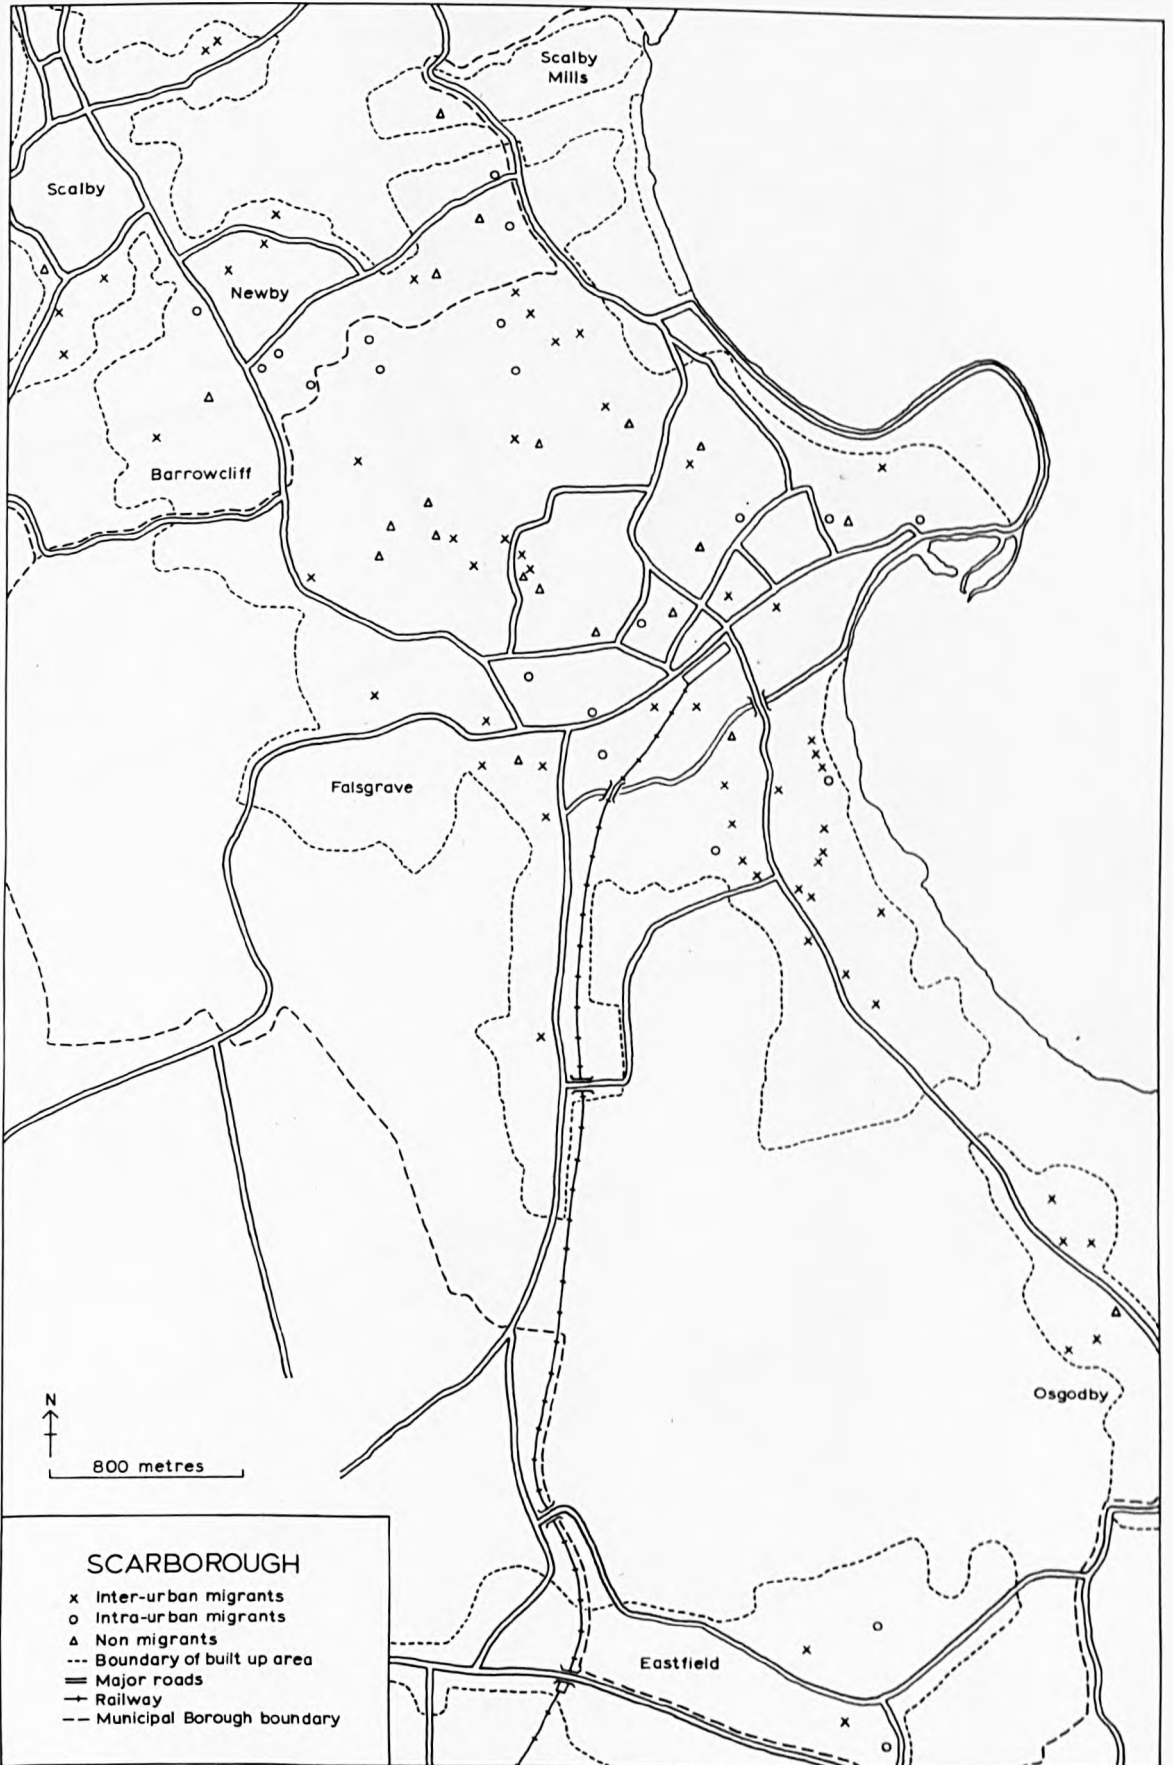 Scalby
Mills
Scalby
Newby
Barrowcliff
Falsgrave
Osgodby
N
800 metres
SCARBOROUGH
x Inter-urban migrants
o Intra-urban migrants
△ Non migrants
Boundary of built up area
Major roads
Railway
Municipal Borough boundary
Eastfield